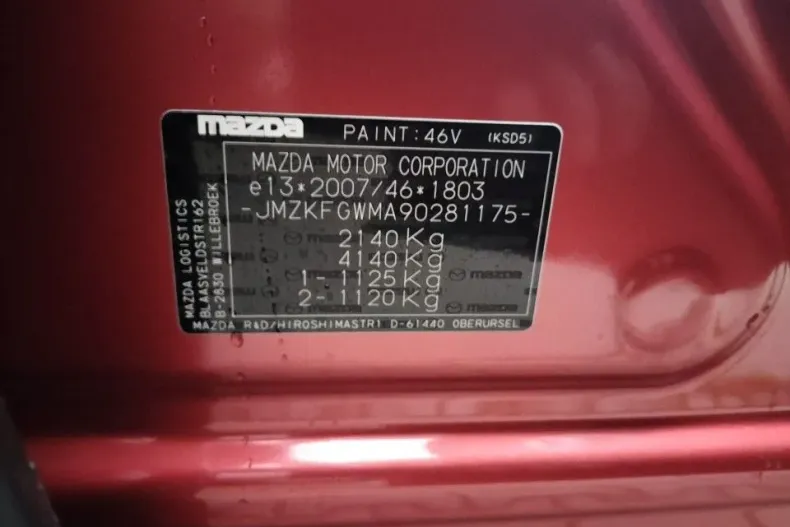 mazda PAINT:46V (KSD5)
MAZDA MOTOR CORPORATION
e13*2007/46*1803
-JMZKFGWMA90281175-
2140Kg
4140Kg
1-1125Kg
2-1120Kg
MAZDA LOGISTICS
BLAASVELDSTR162
B-2830 WILLEBROEK
MAZDA R&D/HIROSHIMASTR1 D-61440 OBERURSEL
mazda